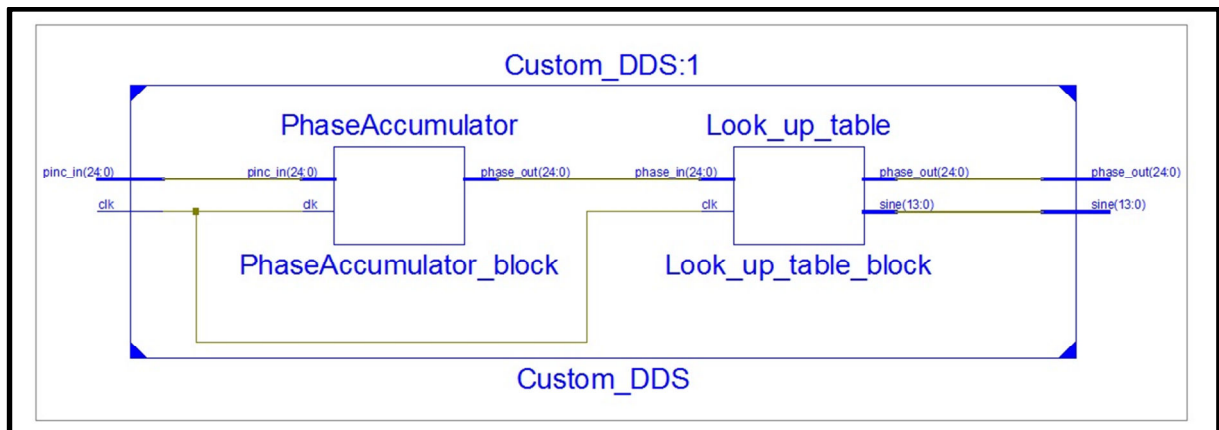 Custom_DDS:1
PhaseAccumulator Look_up_table
pinc_in(24:0) pinc_in(24:0) phase_out(24:0) phase_in(24:0) phase_out(24:0) phase_out(24:0)
clk clk clk sine(13:0) sine(13:0)
PhaseAccumulator_block Look_up_table_block
Custom_DDS